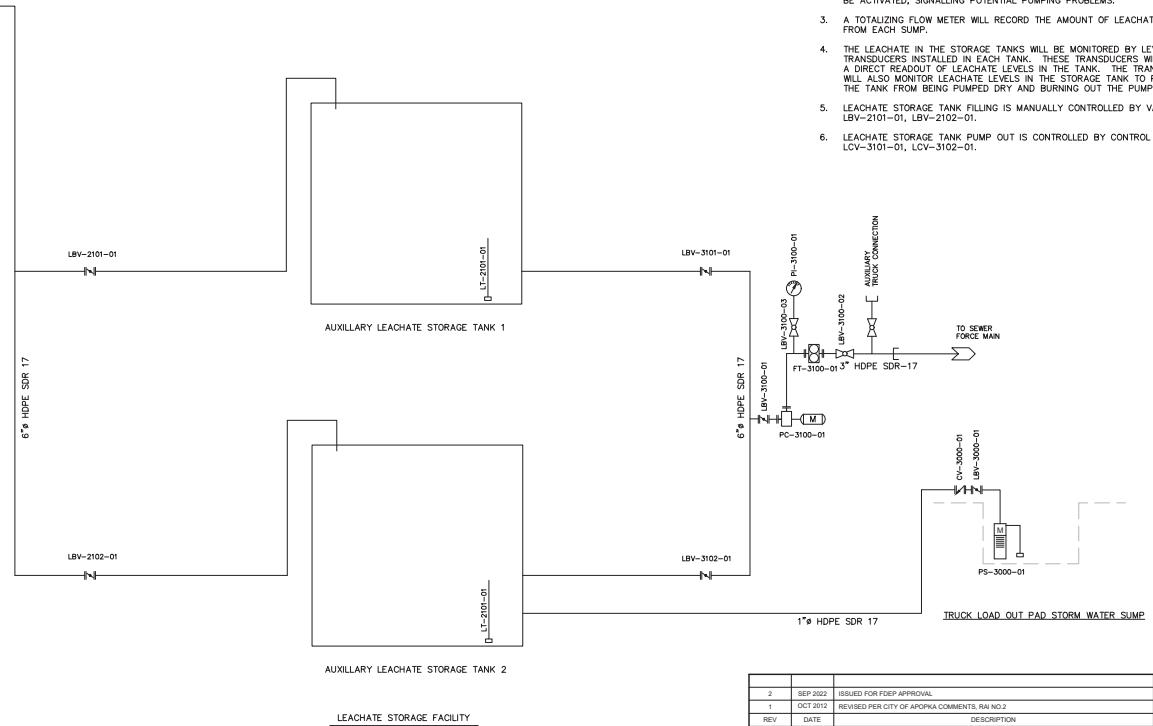 BE ACTIVATED, SIGNALLING POTENTIAL PUMPING PROBLEMS.
3. A TOTALIZING FLOW METER WILL RECORD THE AMOUNT OF LEACHAT
FROM EACH SUMP.
4. THE LEACHATE IN THE STORAGE TANKS WILL BE MONITORED BY LE
TRANSDUCERS INSTALLED IN EACH TANK. THESE TRANSDUCERS WI
A DIRECT READOUT OF LEACHATE LEVELS IN THE TANK. THE TRAN
WILL ALSO MONITOR LEACHATE LEVELS IN THE STORAGE TANK TO
THE TANK FROM BEING PUMPED DRY AND BURNING OUT THE PUMP
5. LEACHATE STORAGE TANK FILLING IS MANUALLY CONTROLLED BY VA
LBV-2101-01, LBV-2102-01.
6. LEACHATE STORAGE TANK PUMP OUT IS CONTROLLED BY CONTROL
LCV-3101-01, LCV-3102-01.
LBV-2101-01
LT-2101-01
AUXILLARY LEACHATE STORAGE TANK 1
LBV-3101-01
PI-3100-01
AUXILIARY
TRUCK CONNECTION
LBV-3100-03
LBV-3100-02
TO SEWER
FORCE MAIN
FT-3100-01
3" HDPE SDR-17
6"ø HDPE SDR 17
6"ø HDPE SDR 17
LBV-3100-01
M
PC-3100-01
CV-3000-01
LBV-3000-01
M
PS-3000-01
LBV-2102-01
LT-2101-01
LBV-3102-01
1"ø HDPE SDR 17
TRUCK LOAD OUT PAD STORM WATER SUMP
AUXILLARY LEACHATE STORAGE TANK 2
LEACHATE STORAGE FACILITY
2 SEP 2022 ISSUED FOR FDEP APPROVAL
1 OCT 2012 REVISED PER CITY OF APOPKA COMMENTS, RAI NO.2
REV DATE DESCRIPTION